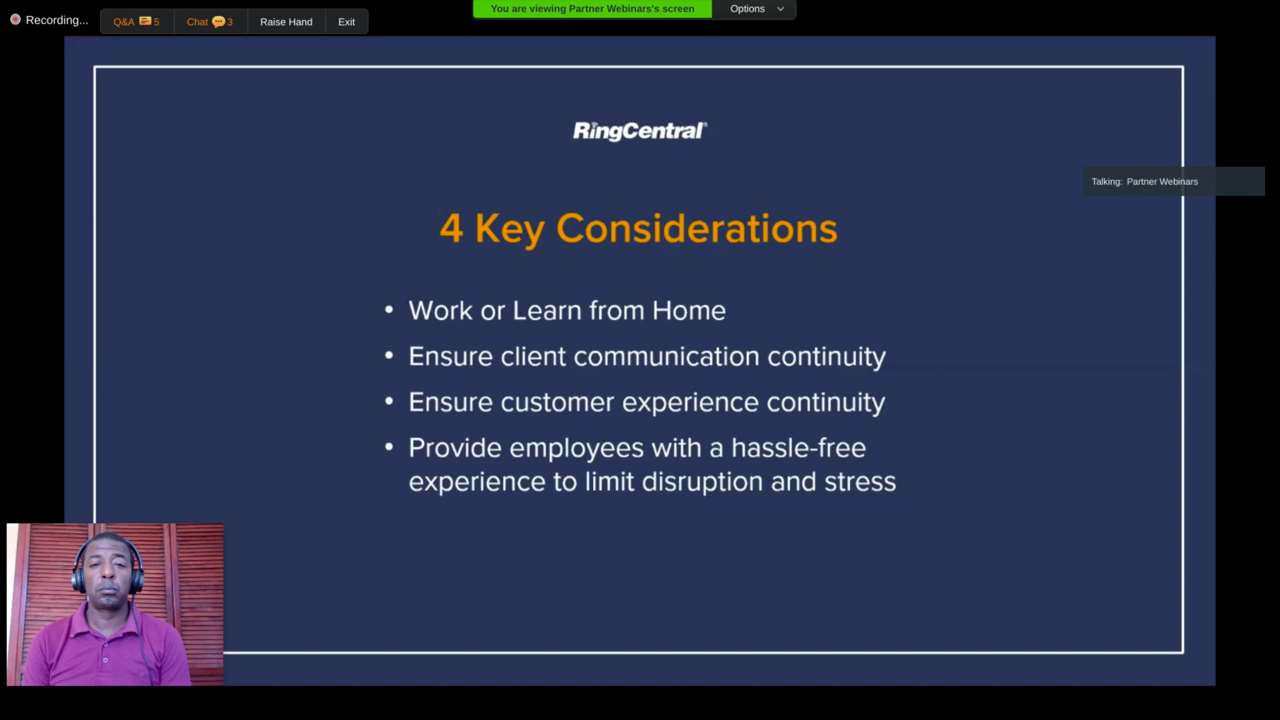 Recording...
Q&A 5
Chat 3
Raise Hand
Exit
You are viewing Partner Webinars's screen
Options
RingCentral®
Talking: Partner Webinars
4 Key Considerations
• Work or Learn from Home
• Ensure client communication continuity
• Ensure customer experience continuity
• Provide employees with a hassle-free
experience to limit disruption and stress